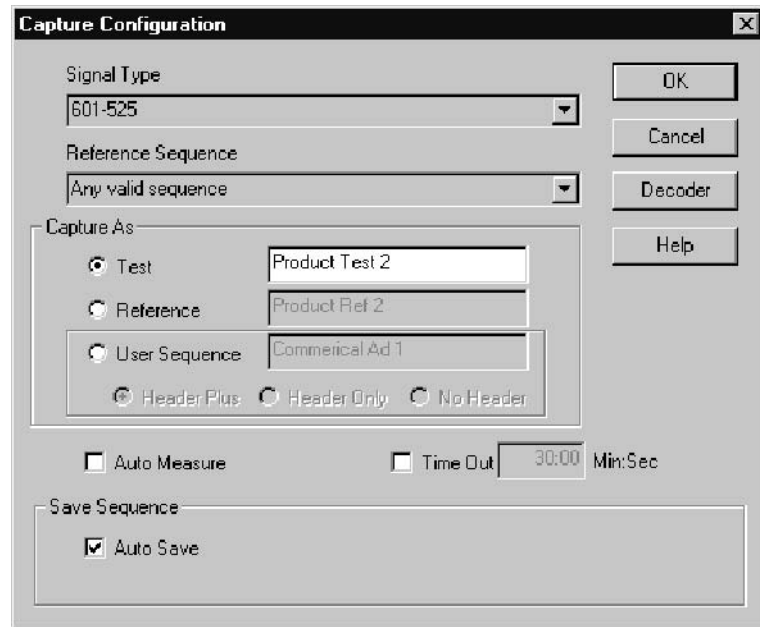 Capture Configuration
Signal Type
601-525
Reference Sequence
Any valid sequence
Capture As
Test
Product Test 2
Reference
Product Ref 2
User Sequence
Commerical Ad 1
Header Plus
Header Only
No Header
Auto Measure
Time Out
30:00
Min:Sec
Save Sequence
Auto Save
OK
Cancel
Decoder
Help